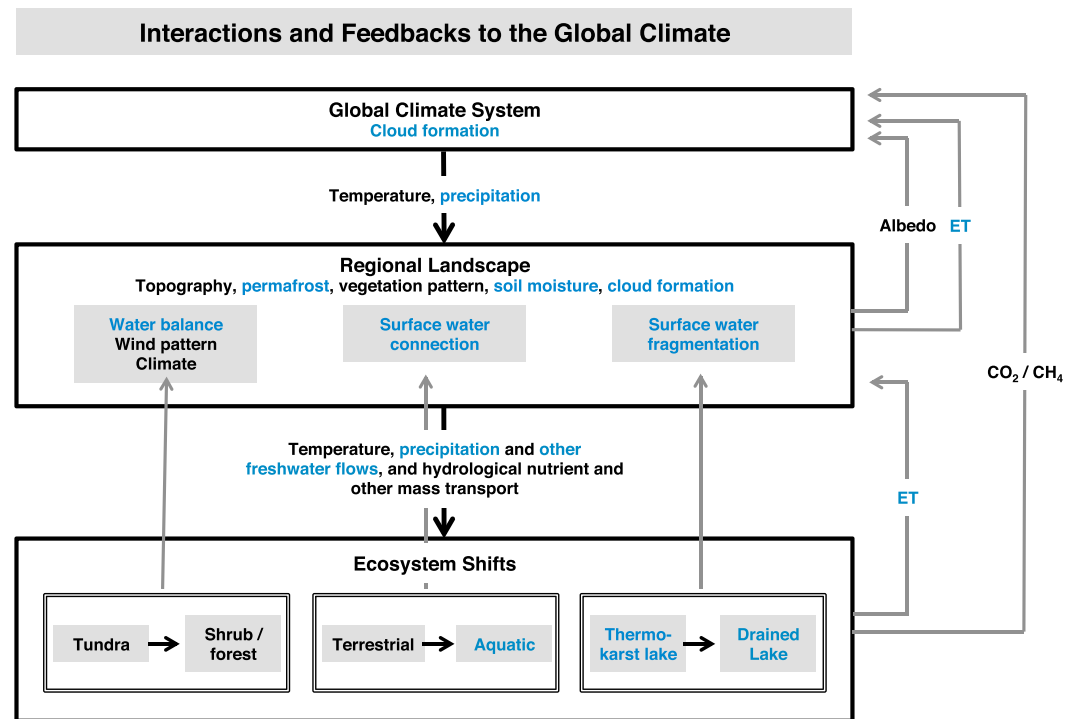 Interactions and Feedbacks to the Global Climate
Global Climate System
Cloud formation
Temperature, precipitation
Albedo
ET
Regional Landscape
Topography, permafrost, vegetation pattern, soil moisture, cloud formation
Water balance
Wind pattern
Climate
Surface water
connection
Surface water
fragmentation
CO₂ / CH₄
Temperature, precipitation and other
freshwater flows, and hydrological nutrient and
other mass transport
ET
Ecosystem Shifts
Tundra
Shrub /
forest
Terrestrial
Aquatic
Thermo-
karst lake
Drained
Lake